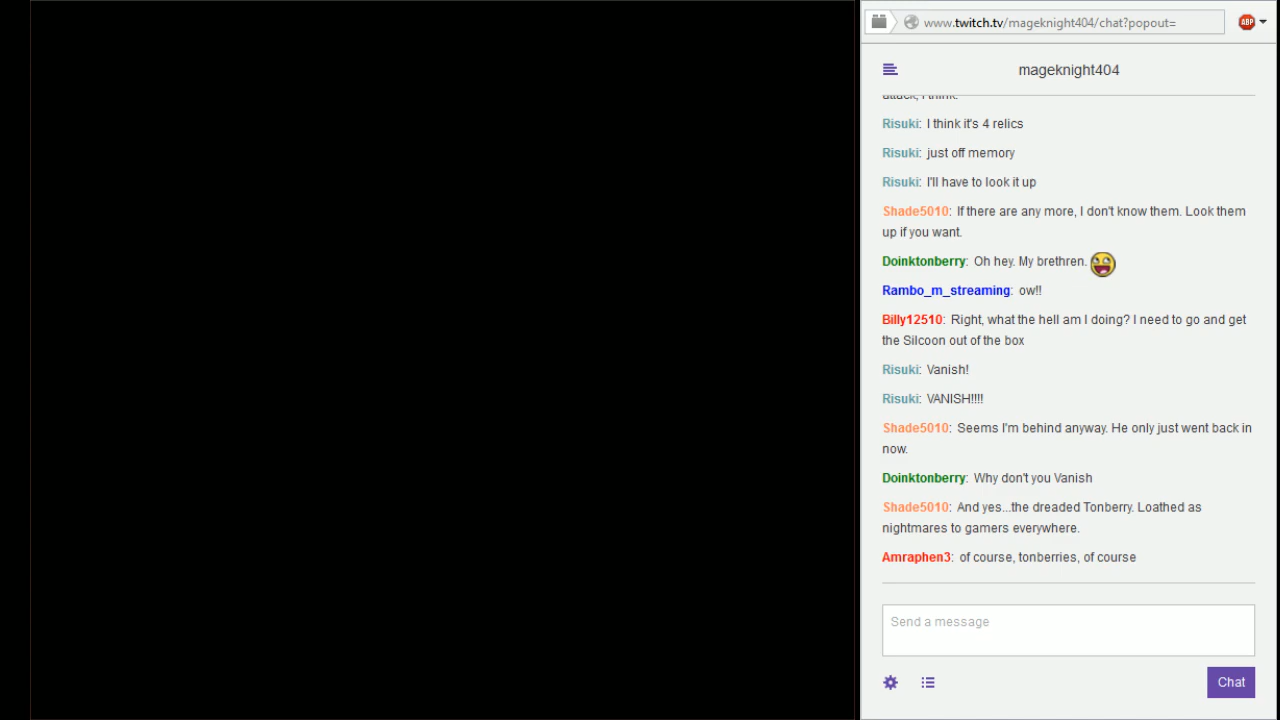 www.twitch.tv/mageknight404/chat?popout=
ABP
mageknight404
attack, I think.
Risuki: I think it's 4 relics
Risuki: just off memory
Risuki: I'll have to look it up
Shade5010: If there are any more, I don't know them. Look them
up if you want.
Doinktonberry: Oh hey. My brethren.
Rambo_m_streaming: ow!!
Billy12510: Right, what the hell am I doing? I need to go and get
the Silcoon out of the box
Risuki: Vanish!
Risuki: VANISH!!!!
Shade5010: Seems I'm behind anyway. He only just went back in
now.
Doinktonberry: Why don't you Vanish
Shade5010: And yes...the dreaded Tonberry. Loathed as
nightmares to gamers everywhere.
Amraphen3: of course, tonberries, of course
Send a message
Chat